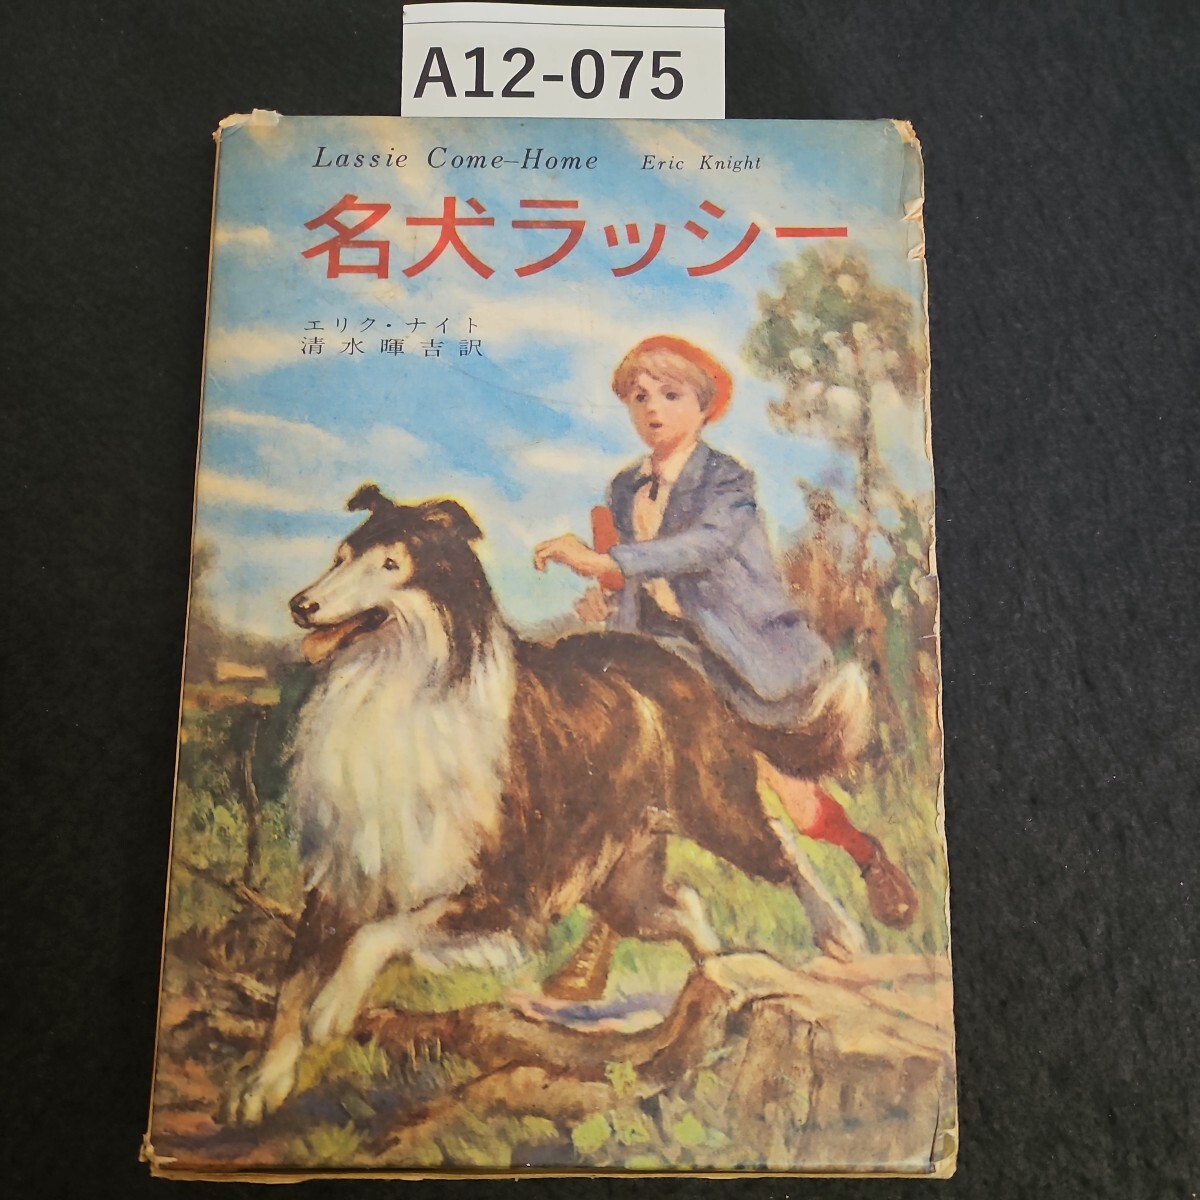 A12-075
Lassie Come-Home Eric Knight
名犬ラッシー
エリク・ナイト
清水暉吉訳